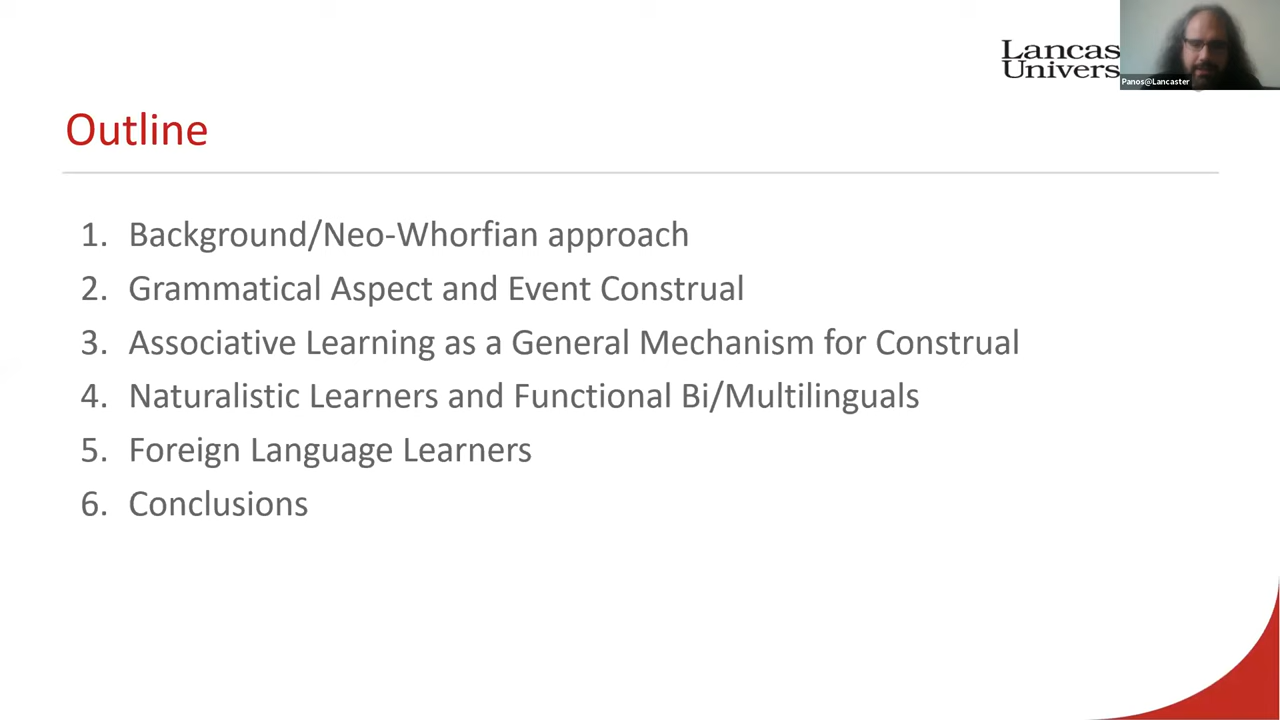 Lancas
Univers
Panos@Lancaster
Outline
1. Background/Neo-Whorfian approach
2. Grammatical Aspect and Event Construal
3. Associative Learning as a General Mechanism for Construal
4. Naturalistic Learners and Functional Bi/Multilinguals
5. Foreign Language Learners
6. Conclusions